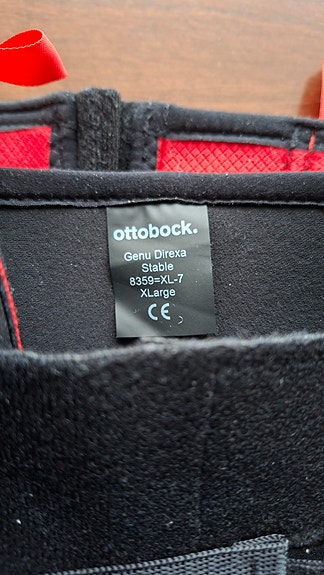 ottobock.
Genu Direxa
Stable
8359=XL-7
XLarge
CE